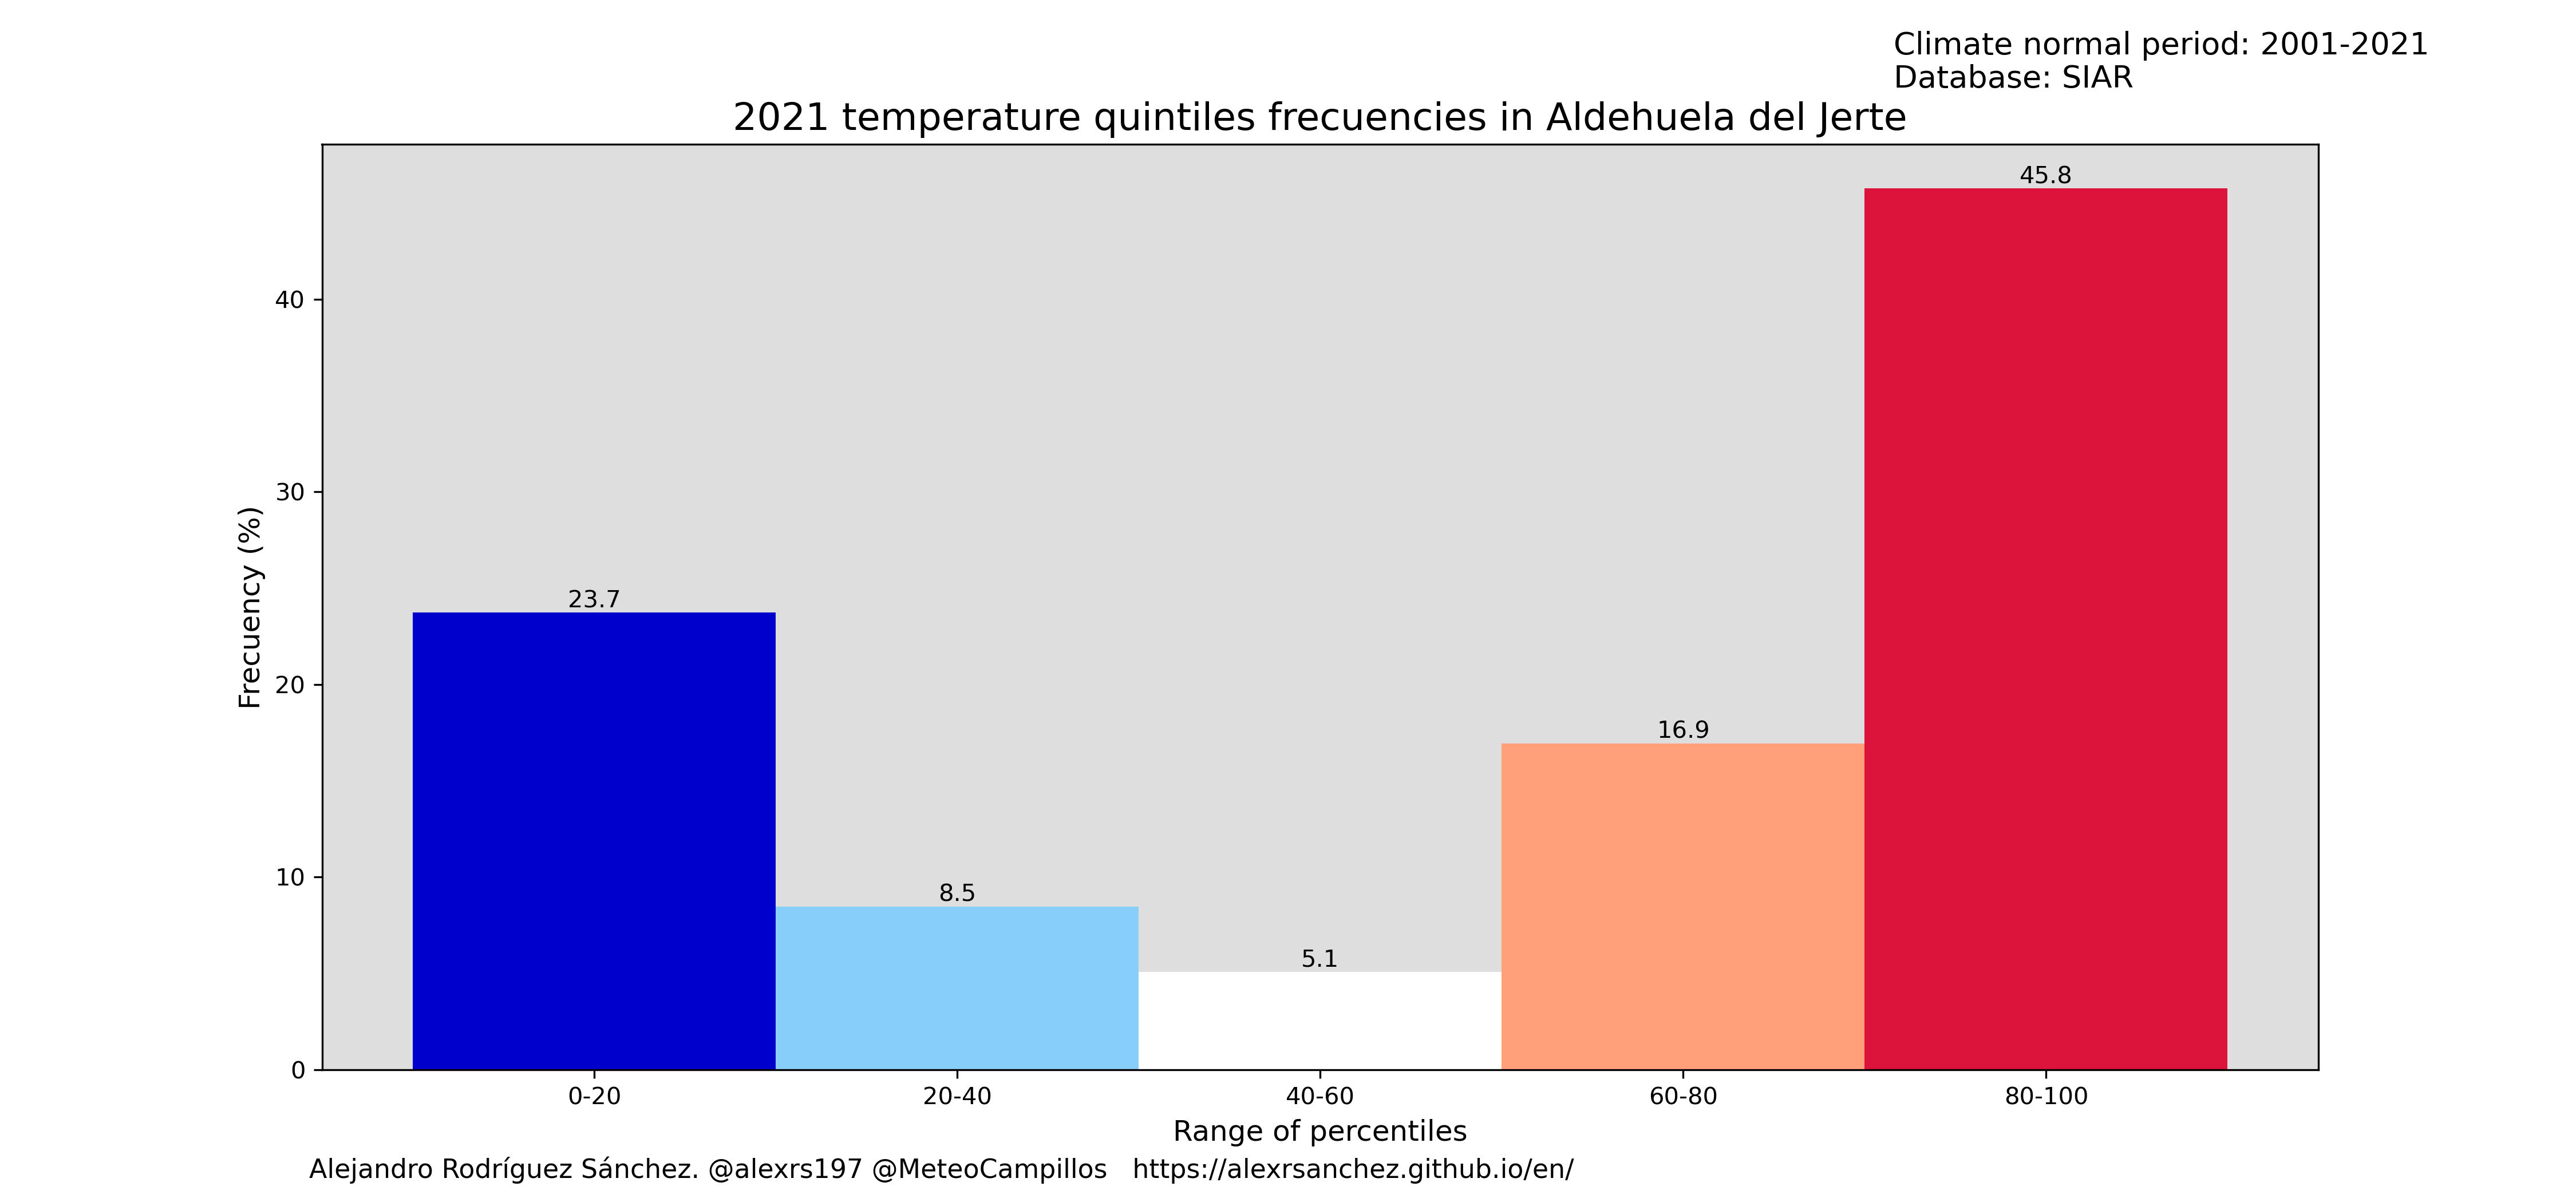 Climate normal period: 2001-2021
Database: SIAR
2021 temperature quintiles frecuencies in Aldehuela del Jerte
45.8
40
30
Frecuency (%)
23.7
20
16.9
10
8.5
5.1
0
0-20 20-40 40-60 60-80 80-100
Range of percentiles
Alejandro Rodríguez Sánchez. @alexrs197 @MeteoCampillos https://alexrsanchez.github.io/en/